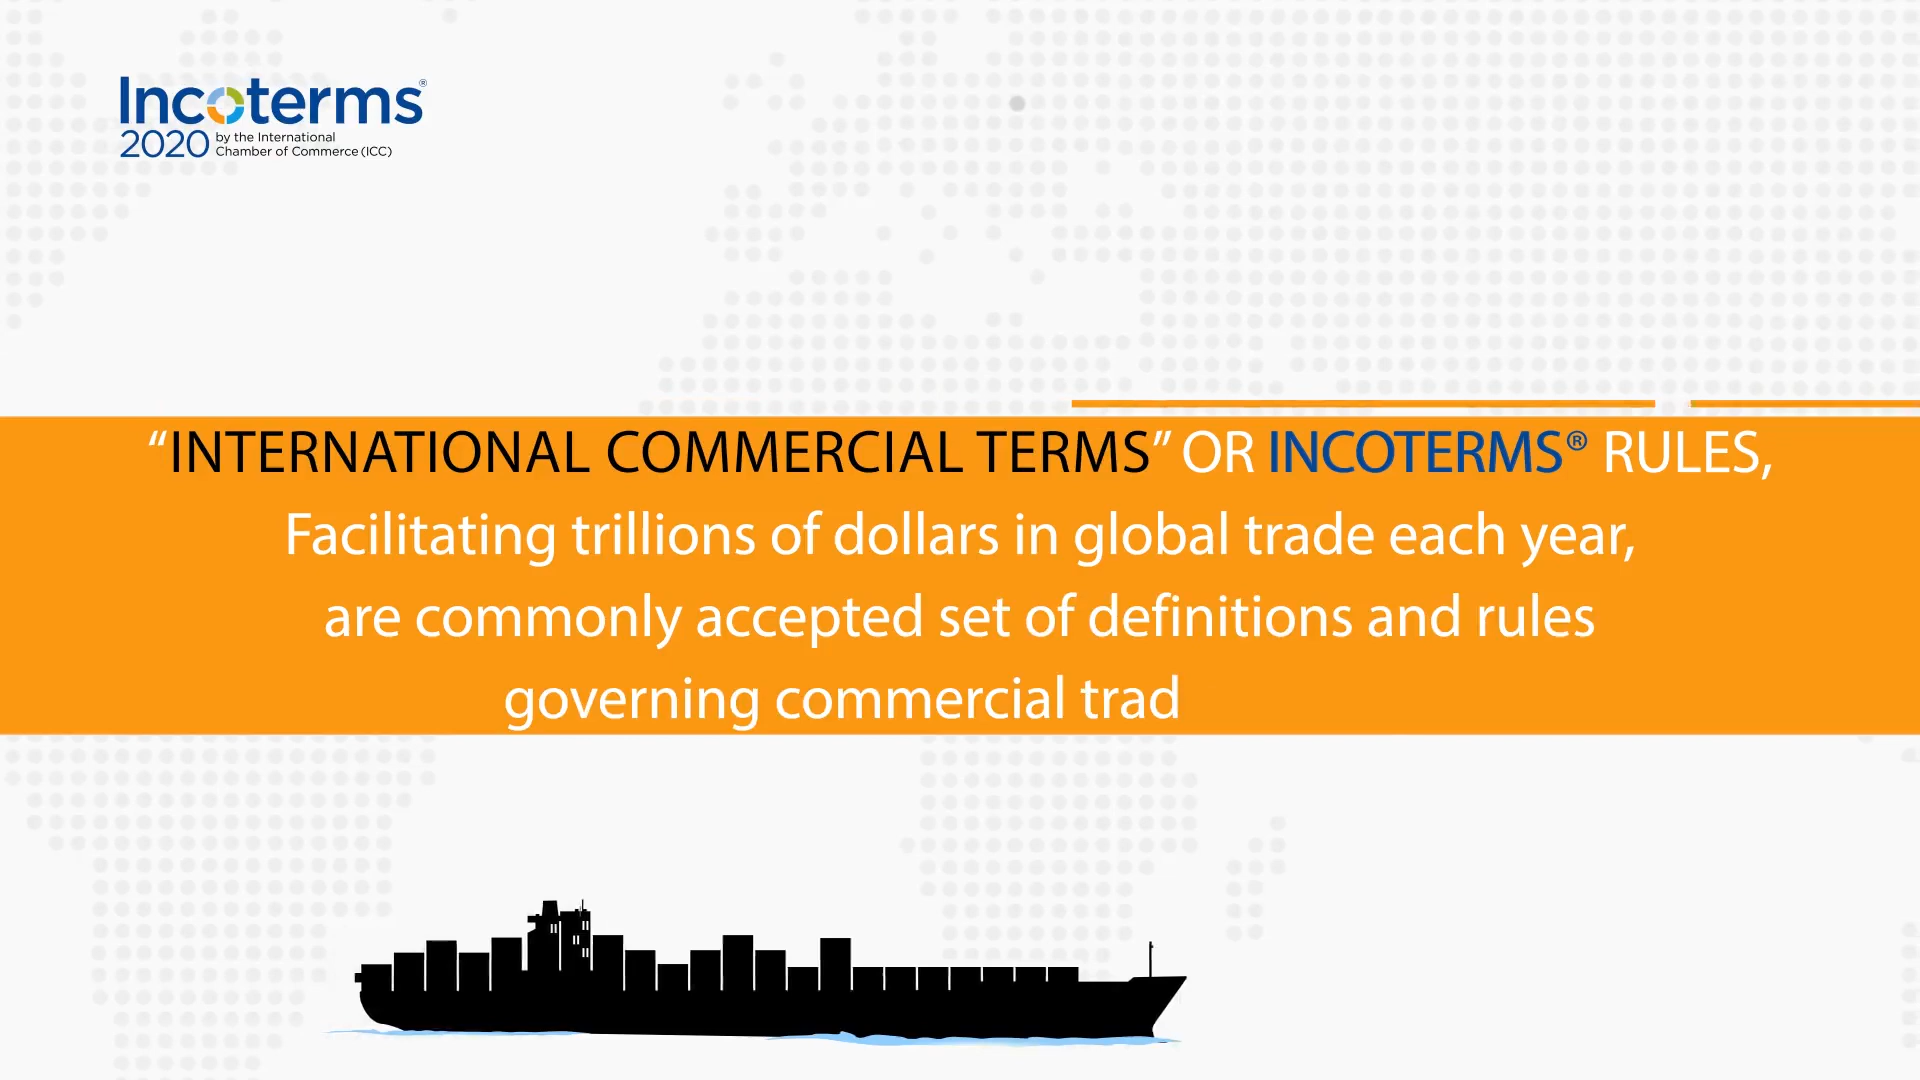 Incoterms®
2020 by the International
Chamber of Commerce (ICC)
“INTERNATIONAL COMMERCIAL TERMS” OR INCOTERMS® RULES,
Facilitating trillions of dollars in global trade each year,
are commonly accepted set of definitions and rules
governing commercial trad